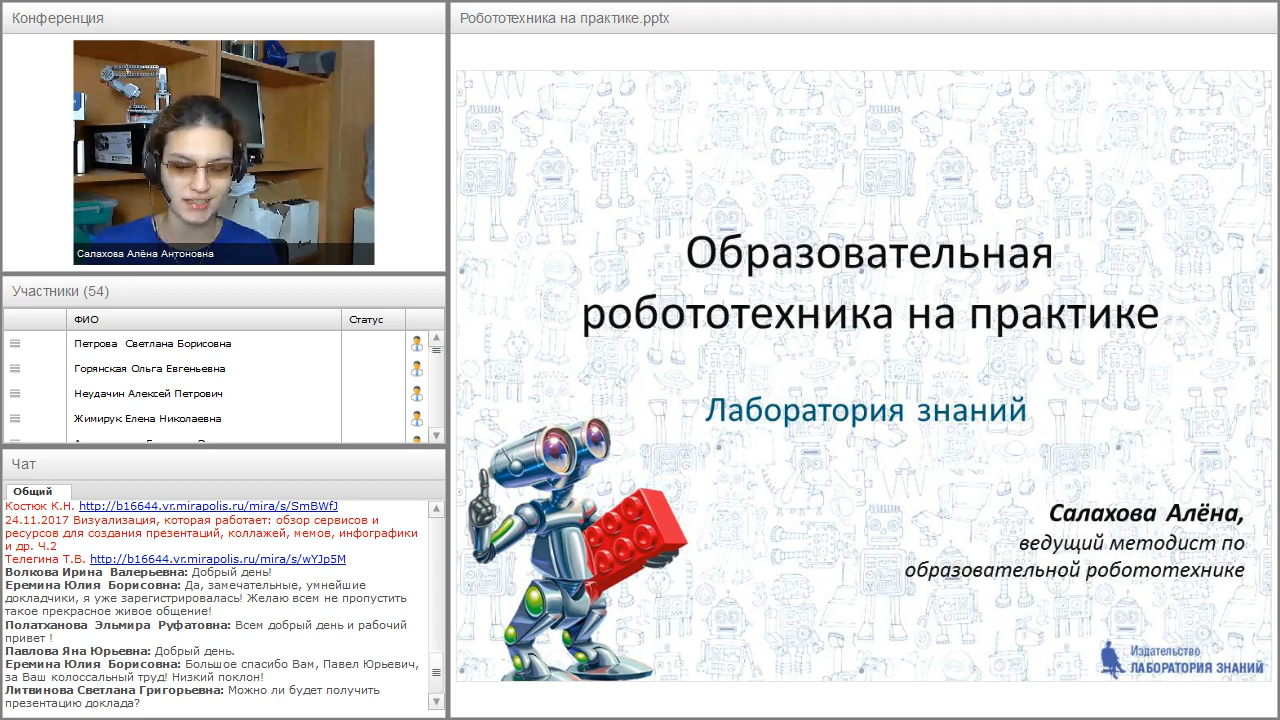 Конференция
Салахова Алёна Антоновна
Участники (54)
ФИО
Статус
Петрова Светлана Борисовна
Горянская Ольга Евгеньевна
Неудачин Алексей Петрович
Жимирук Елена Николаевна
Чат
Общий
Костюк К.Н. http://b16644.vr.mirapolis.ru/mira/s/SmBWfJ
24.11.2017 Визуализация, которая работает: обзор сервисов и
ресурсов для создания презентаций, коллажей, мемов, инфографики
и др. Ч.2
Телегина Т.В. http://b16644.vr.mirapolis.ru/mira/s/wYJp5M
Волкова Ирина Валерьевна: Добрый день!
Еремина Юлия Борисовна: Да, замечательные, умнейшие
докладчики, я уже зарегистрировалась! Желаю всем не пропустить
такое прекрасное живое общение!
Полатханова Эльмира Руфатовна: Всем добрый день и рабочий
привет !
Павлова Яна Юрьевна: Добрый день.
Еремина Юлия Борисовна: Большое спасибо Вам, Павел Юрьевич,
за Ваш колоссальный труд! Низкий поклон!
Литвинова Светлана Григорьевна: Можно ли будет получить
презентацию доклада?
Робототехника на практике.pptx
Образовательная
робототехника на практике
Лаборатория знаний
Салахова Алёна,
ведущий методист по
образовательной робототехнике
Издательство
ЛАБОРАТОРИЯ ЗНАНИЙ